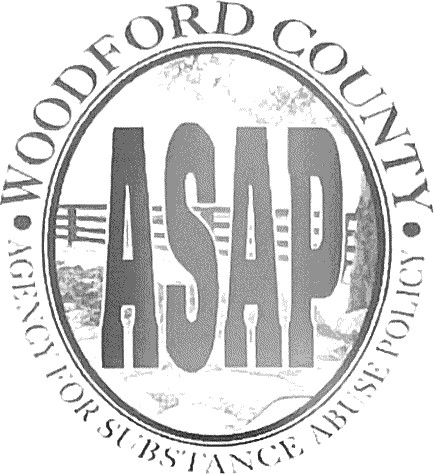 WOODFORD COUNTY
ASAP
AGENCY FOR SUBSTANCE ABUSE POLICY